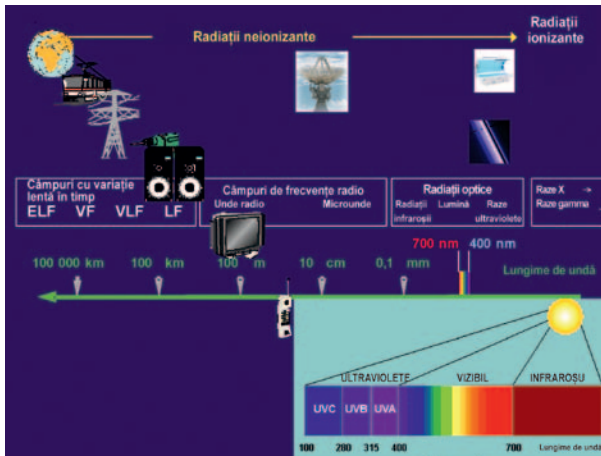 Radiații neionizante
Radiații
ionizante
Câmpuri cu variație
lentă în timp
ELF VF VLF LF
Câmpuri de frecvențe radio
Unde radio Microunde
Radiații optice
Radiații Lumină Raze
infraroșii ultraviolete
Raze X →
Raze gamma
700 nm 400 nm
100 000 km 100 km 100 m 10 cm 0,1 mm
Lungime de undă
ULTRAVIOLETE VIZIBIL INFRAROȘU
UVC UVB UVA
100 280 315 400 700 Lungime de undă